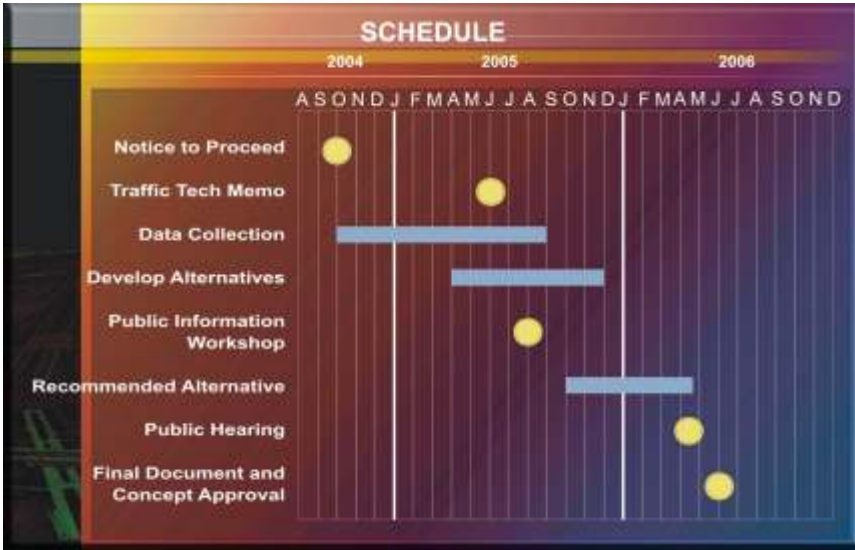 SCHEDULE
2004 2005 2006
A S O N D J F M A M J J A S O N D J F M A M J J A S O N D
Notice to Proceed
Traffic Tech Memo
Data Collection
Develop Alternatives
Public Information
Workshop
Recommended Alternative
Public Hearing
Final Document and
Concept Approval